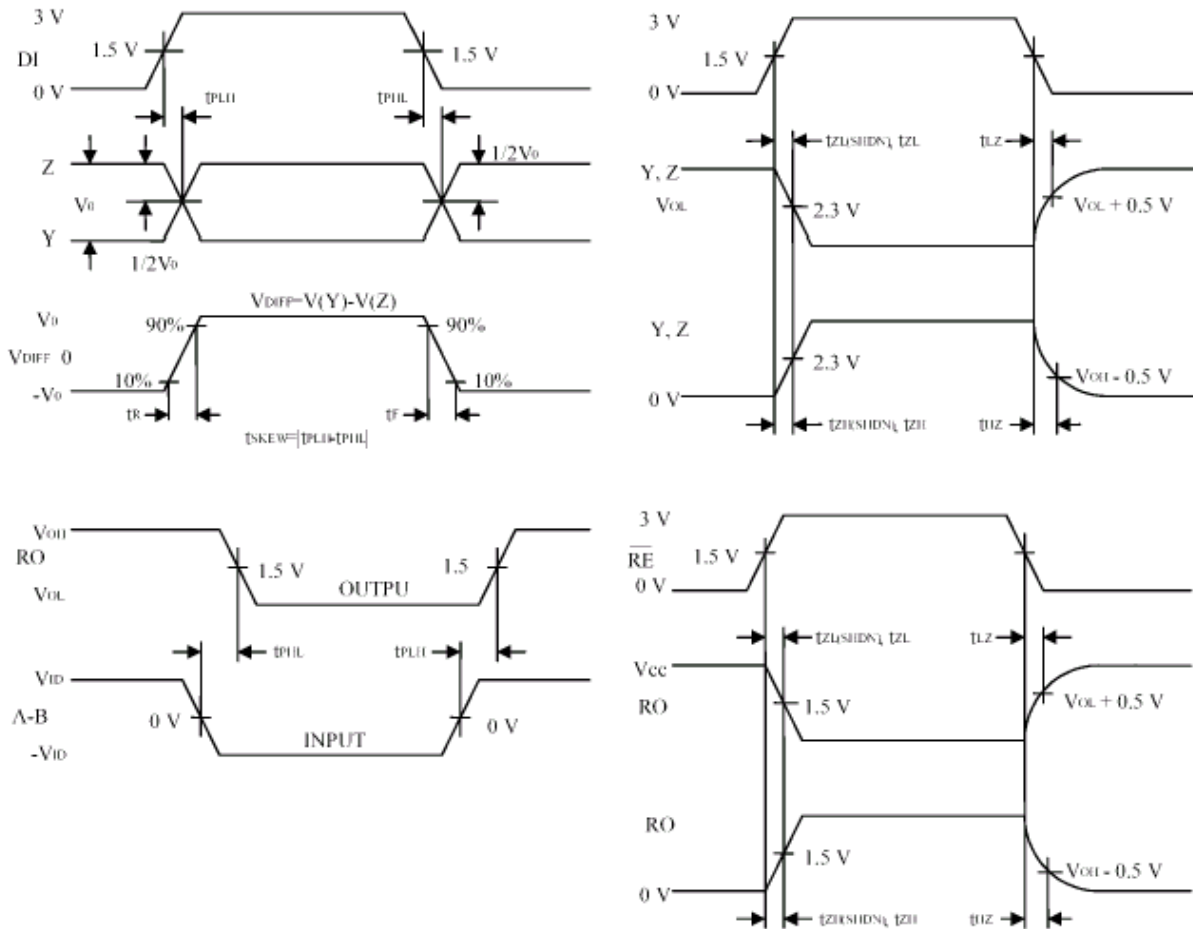 3 V
DI
1.5 V
1.5 V
0 V
tPLH
tPHL
Z
1/2V0
V0
Y
1/2V0
VDIFF=V(Y)-V(Z)
V0
90%
90%
VDIFF 0
10%
10%
-V0
tR
tF
tSKEW=|tPLH-tPHL|
3 V
1.5 V
0 V
tZL(SHDN), tZL
tLZ
Y, Z
VOL
2.3 V
VOL + 0.5 V
Y, Z
2.3 V
VOH - 0.5 V
0 V
tZH(SHDN), tZH
tHZ
VOH
RO
1.5 V
1.5
VOL
OUTPU
tPHL
tPLH
VID
A-B
0 V
0 V
-VID
INPUT
3 V
RE
1.5 V
1.5 V
0 V
tZL(SHDN), tZL
tLZ
Vcc
RO
1.5 V
VOL + 0.5 V
RO
1.5 V
VOH - 0.5 V
0 V
tZH(SHDN), tZH
tHZ